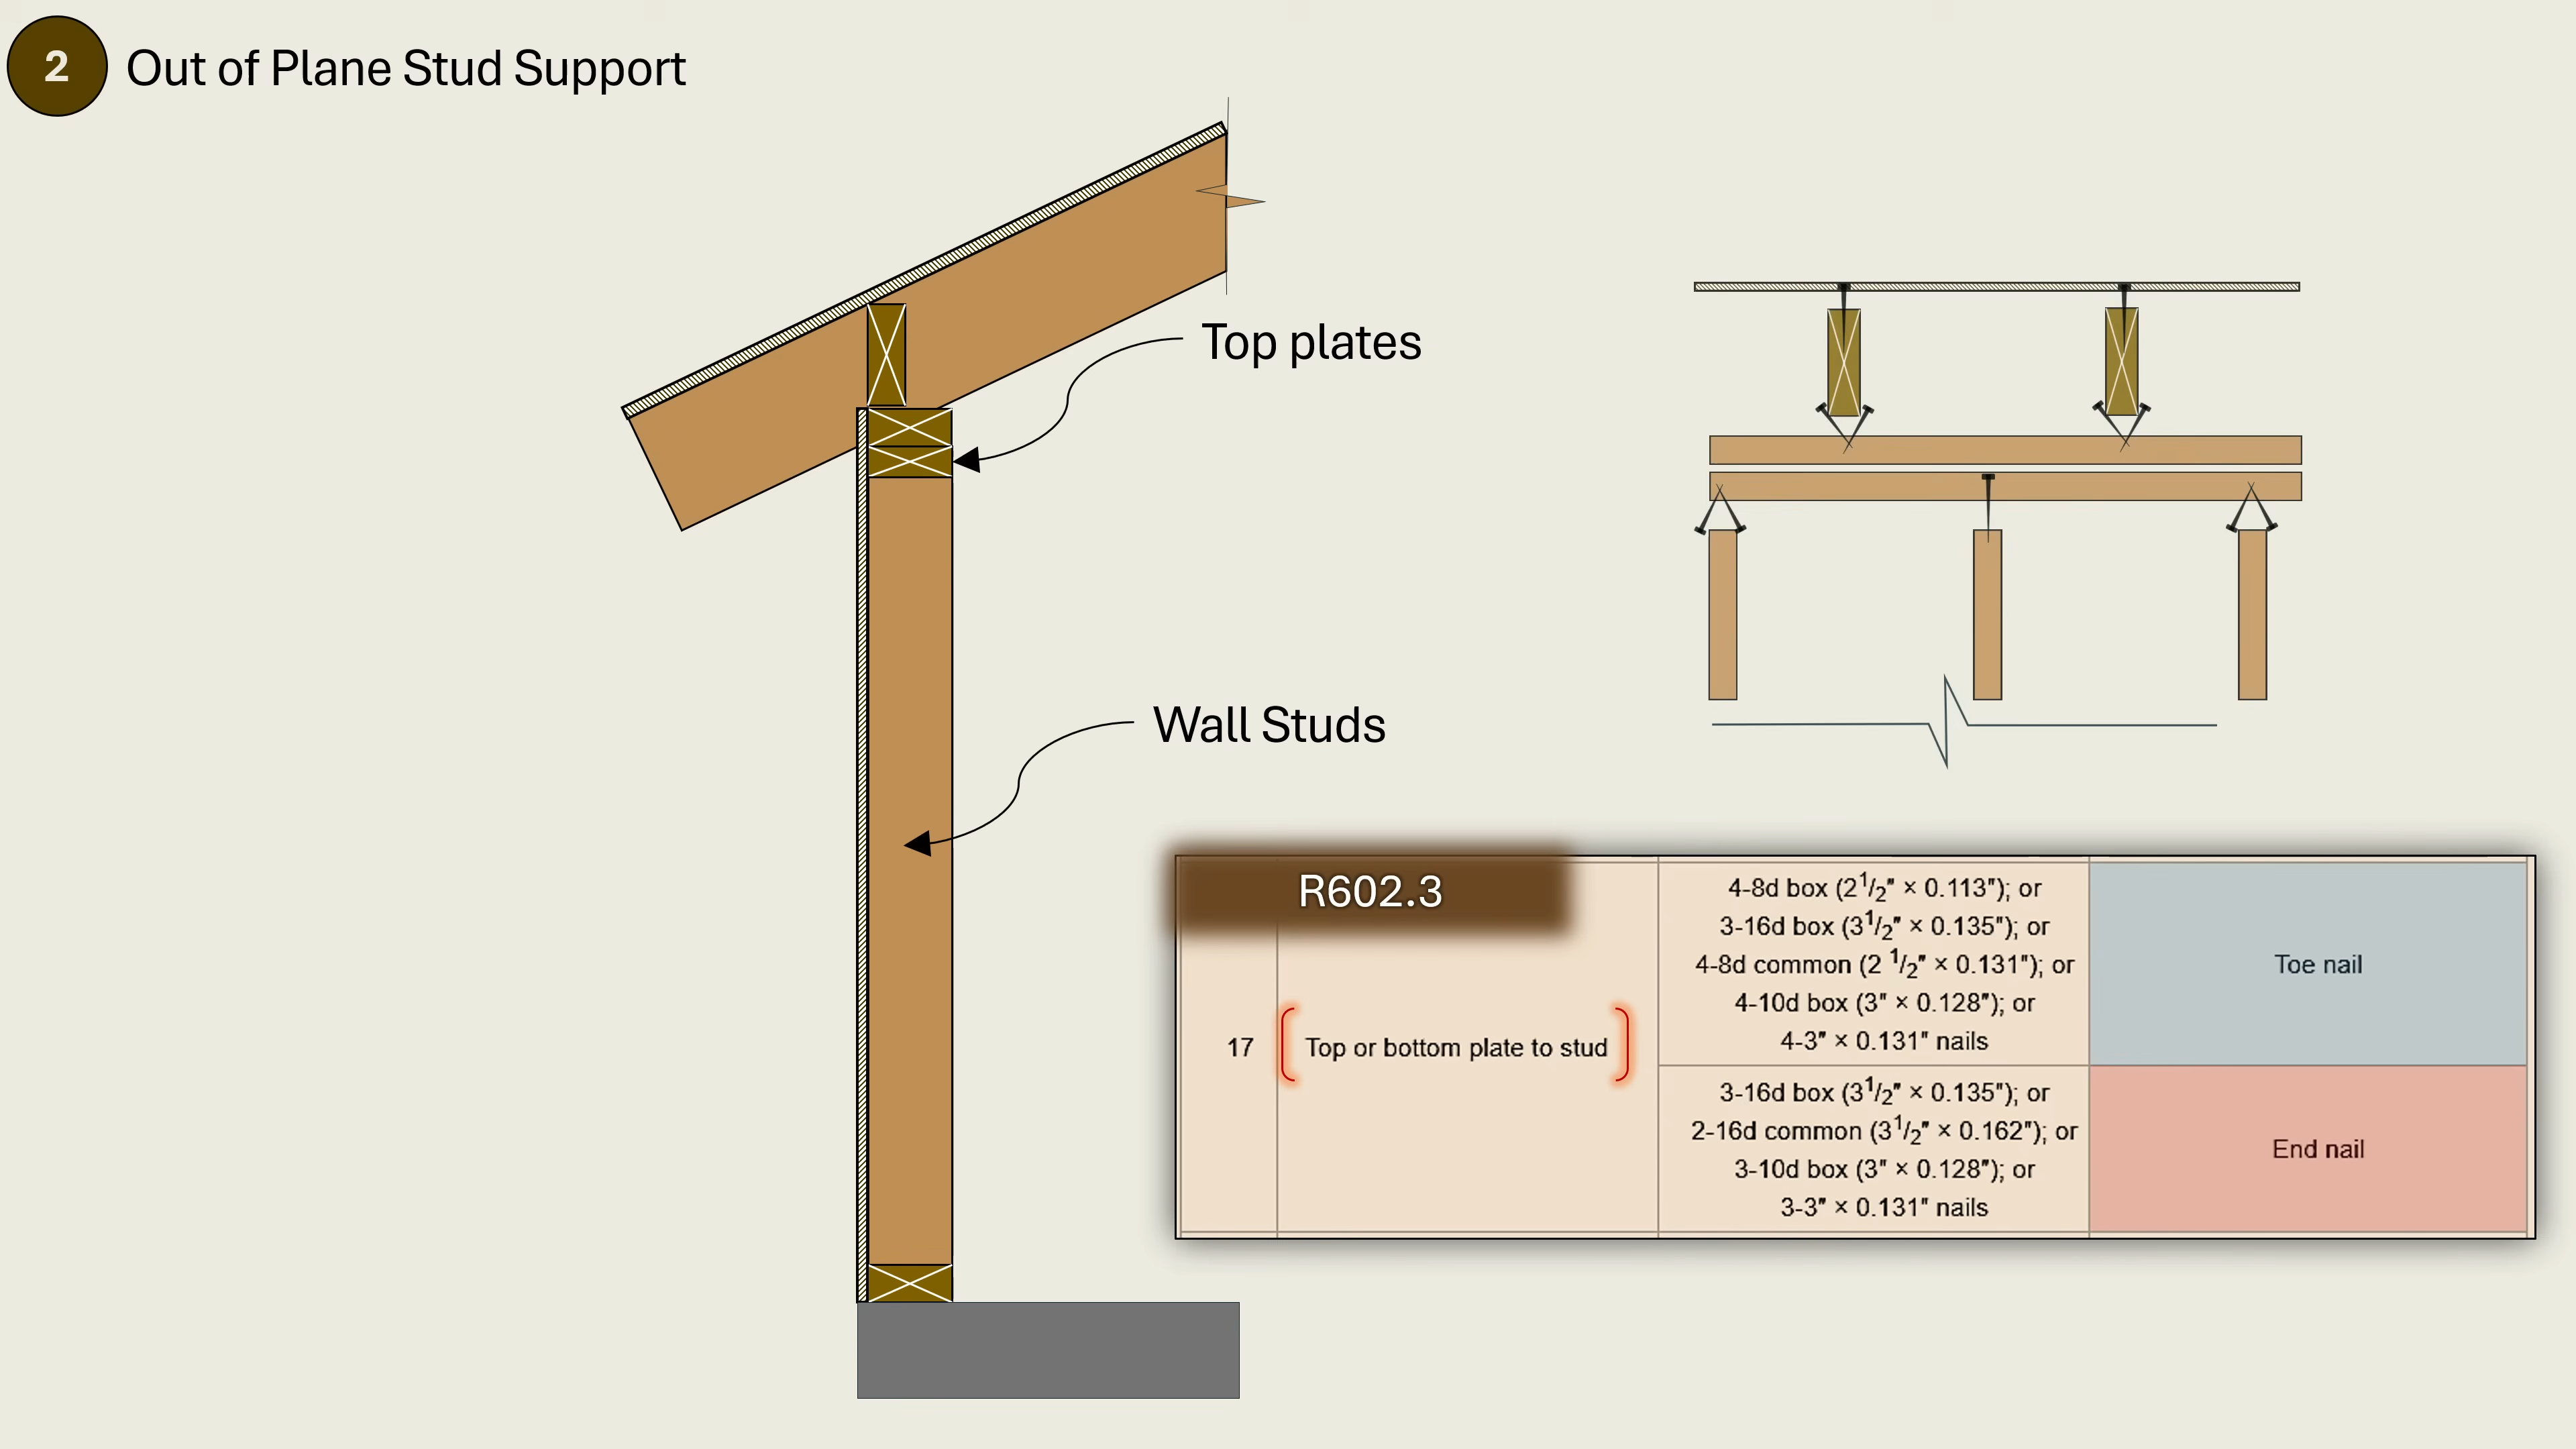 2
Out of Plane Stud Support
Top plates
Wall Studs
R602.3
17
Top or bottom plate to stud
4-8d box (2 1/2" × 0.113"); or
3-16d box (3 1/2" × 0.135"); or
4-8d common (2 1/2" × 0.131"); or
4-10d box (3" × 0.128"); or
4-3" × 0.131" nails
Toe nail
3-16d box (3 1/2" × 0.135"); or
2-16d common (3 1/2" × 0.162"); or
3-10d box (3" × 0.128"); or
3-3" × 0.131" nails
End nail